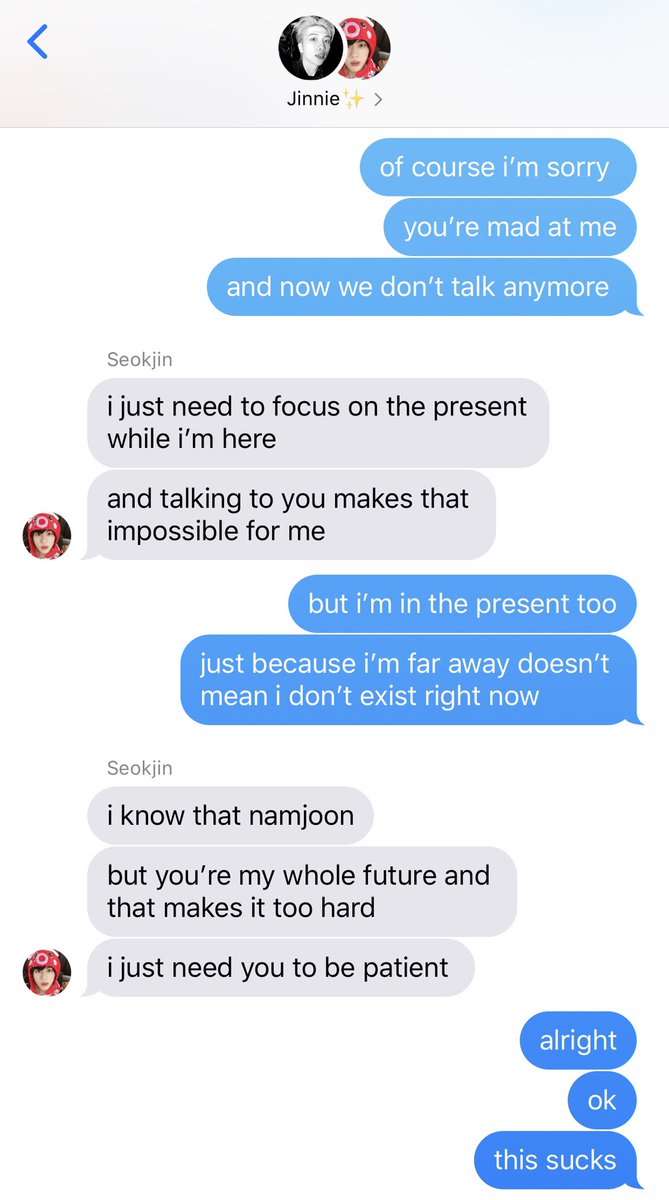 Jinnie✨
of course i’m sorry
you’re mad at me
and now we don’t talk anymore
Seokjin
i just need to focus on the present
while i’m here
and talking to you makes that
impossible for me
but i’m in the present too
just because i’m far away doesn’t
mean i don’t exist right now
Seokjin
i know that namjoon
but you’re my whole future and
that makes it too hard
i just need you to be patient
alright
ok
this sucks